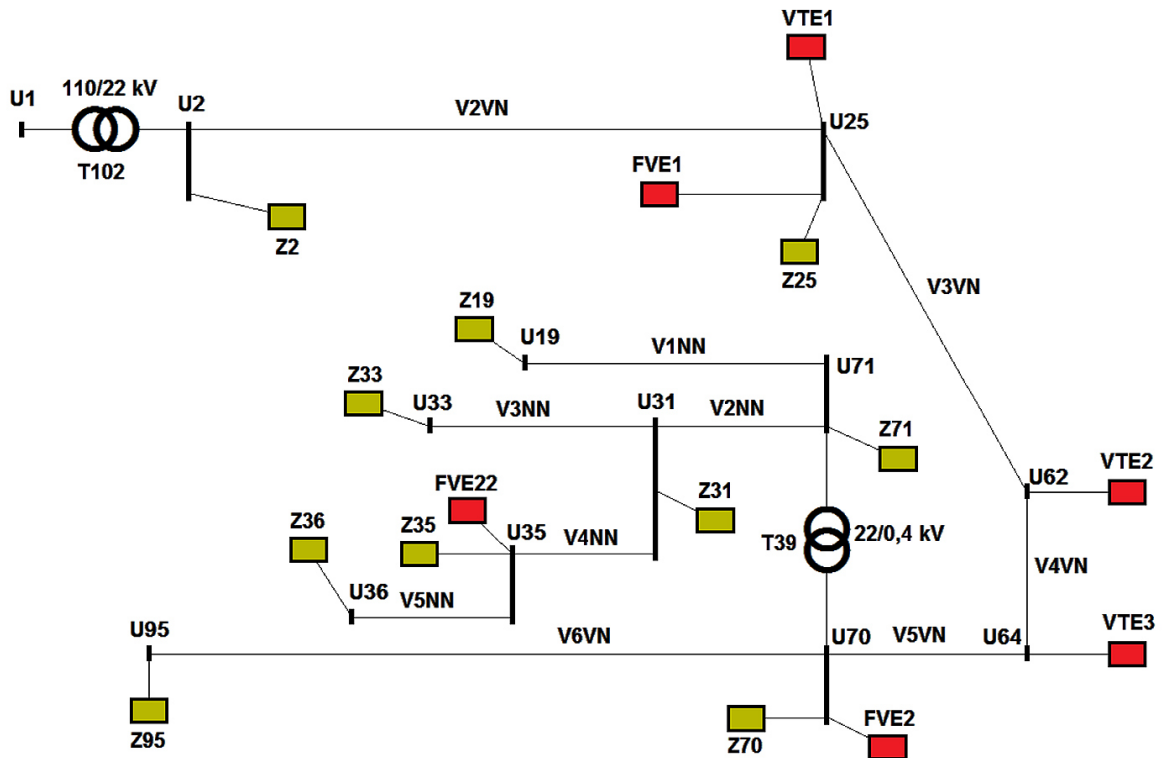 VTE1
110/22 kV
U1
U2
V2VN
U25
T102
FVE1
Z2
Z25
V3VN
Z19
U19
V1NN
U71
Z33
U33
V3NN
U31
V2NN
Z71
FVE22
Z31
U62
VTE2
Z36
Z35
U35
V4NN
T39
22/0,4 kV
V4VN
U36
V5NN
U95
V6VN
U70
V5VN
U64
VTE3
Z95
Z70
FVE2